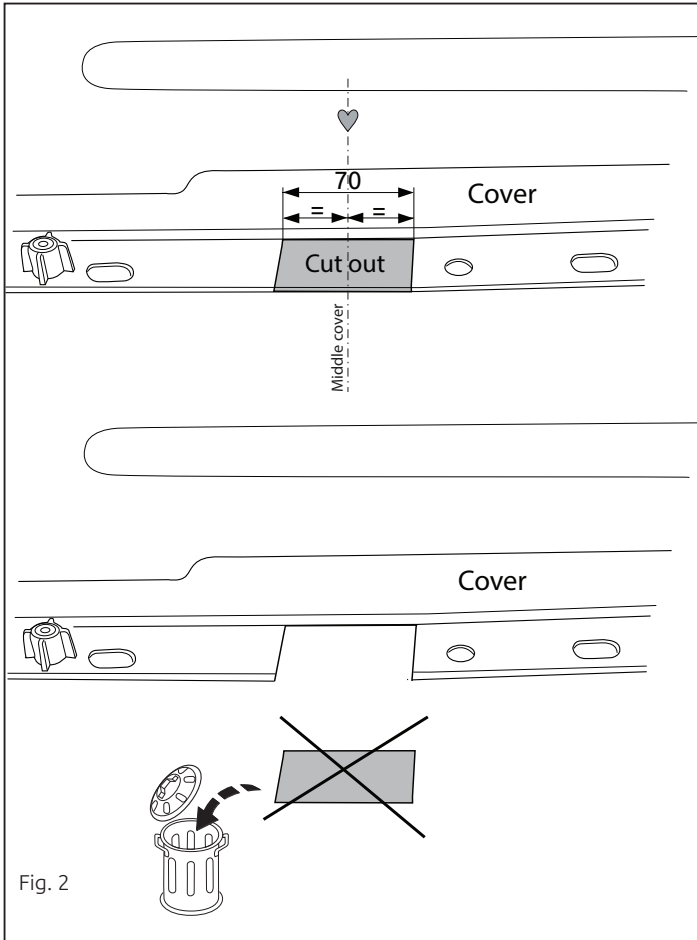 70
= =
Cover
Cut out
Middle cover
Cover
Fig. 2